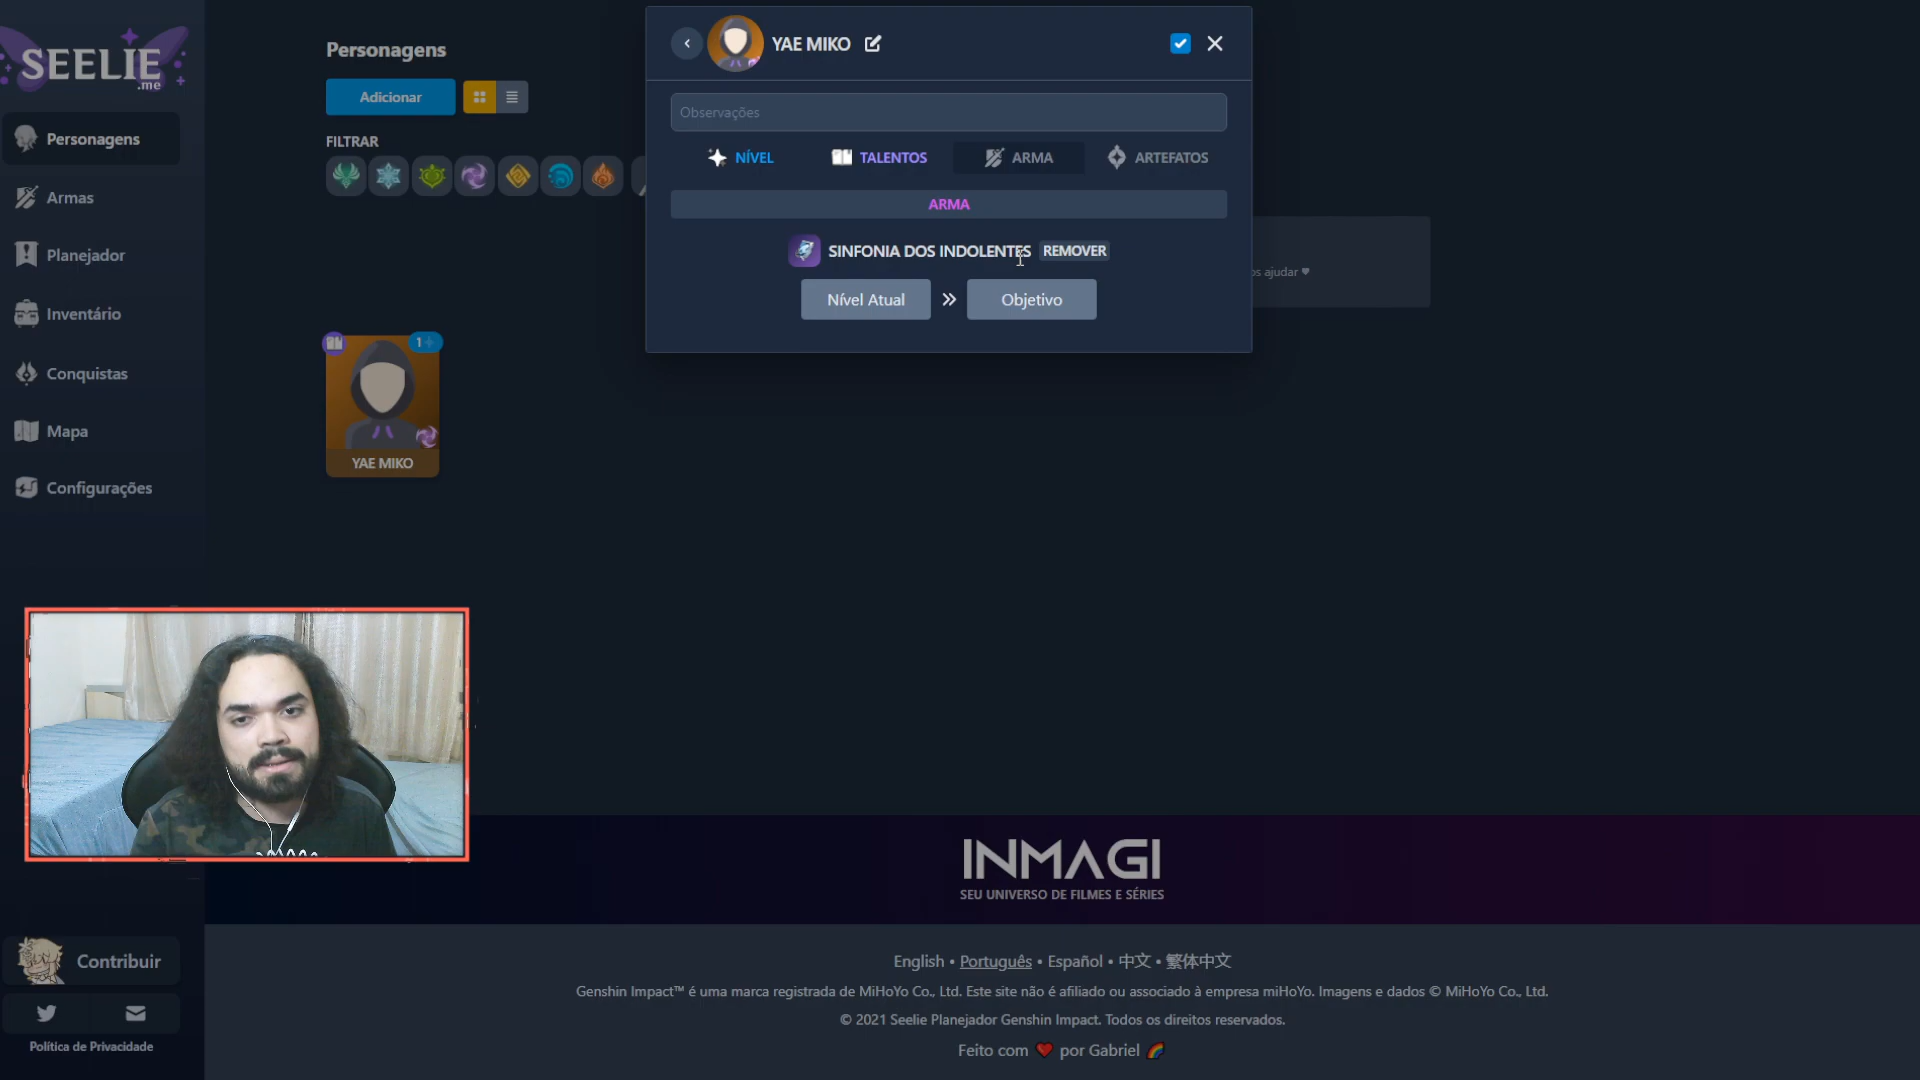 SEELIE
.me
Personagens
Armas
Planejador
Inventário
Conquistas
Mapa
Configurações
Contribuir
Política de Privacidade
Personagens
Adicionar
FILTRAR
1
YAE MIKO
YAE MIKO
Observações
NÍVEL
TALENTOS
ARMA
ARTEFATOS
ARMA
SINFONIA DOS INDOLENTES
REMOVER
Nível Atual
Objetivo
os ajudar ♥
INMAGI
SEU UNIVERSO DE FILMES E SÉRIES
English • Português • Español • 中文 • 繁体中文
Genshin Impact™ é uma marca registrada de MiHoYo Co., Ltd. Este site não é afiliado ou associado à empresa miHoYo. Imagens e dados © MiHoYo Co., Ltd.
© 2021 Seelie Planejador Genshin Impact. Todos os direitos reservados.
Feito com ❤️ por Gabriel 🌈